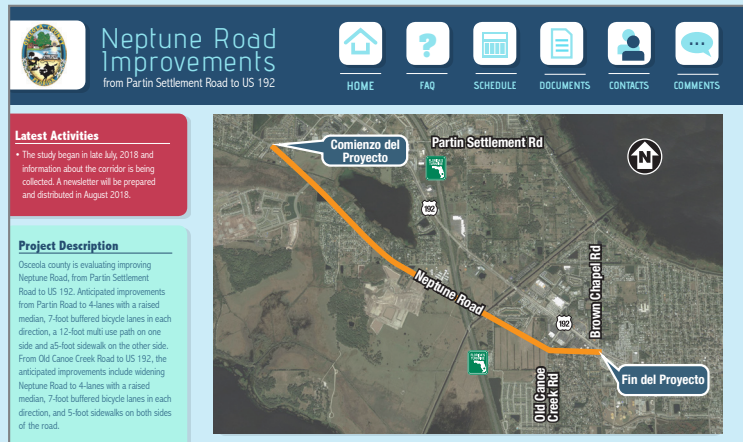 Neptune Road
Improvements
from Partin Settlement Road to US 192
HOME
?
FAQ
SCHEDULE
DOCUMENTS
CONTACTS
COMMENTS
Latest Activities
• The study began in late July, 2018 and
information about the corridor is being
collected. A newsletter will be prepared
and distributed in August 2018.
Project Description
Osceola county is evaluating improving
Neptune Road, from Partin Settlement
Road to US 192. Anticipated improvements
from Partin Road to 4-lanes with a raised
median, 7-foot buffered bicycle lanes in each
direction, a 12-foot multi use path on one
side and a5-foot sidewalk on the other side.
From Old Canoe Creek Road to US 192, the
anticipated improvements include widening
Neptune Road to 4-lanes with a raised
median, 7-foot buffered bicycle lanes in each
direction, and 5-foot sidewalks on both sides
of the road.
Comienzo del
Proyecto
Partin Settlement Rd
N
192
Neptune Road
Brown Chapel Rd
192
Old Canoe
Creek Rd
Fin del Proyecto